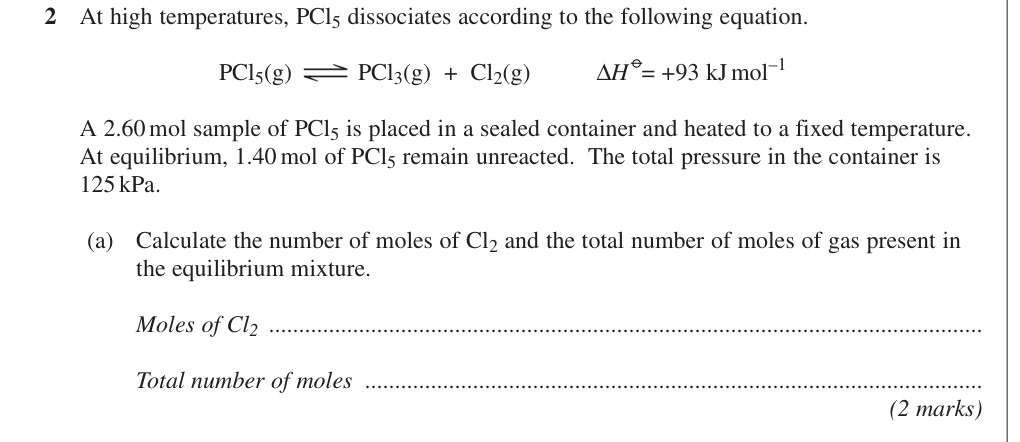 2 At high temperatures, PCl₅ dissociates according to the following equation.
PCl₅(g) ⇌ PCl₃(g) + Cl₂(g) ΔH⦵= +93 kJ mol⁻¹
A 2.60 mol sample of PCl₅ is placed in a sealed container and heated to a fixed temperature.
At equilibrium, 1.40 mol of PCl₅ remain unreacted. The total pressure in the container is
125 kPa.
(a) Calculate the number of moles of Cl₂ and the total number of moles of gas present in
the equilibrium mixture.
Moles of Cl₂ ................................................................................
Total number of moles ................................................................................
(2 marks)